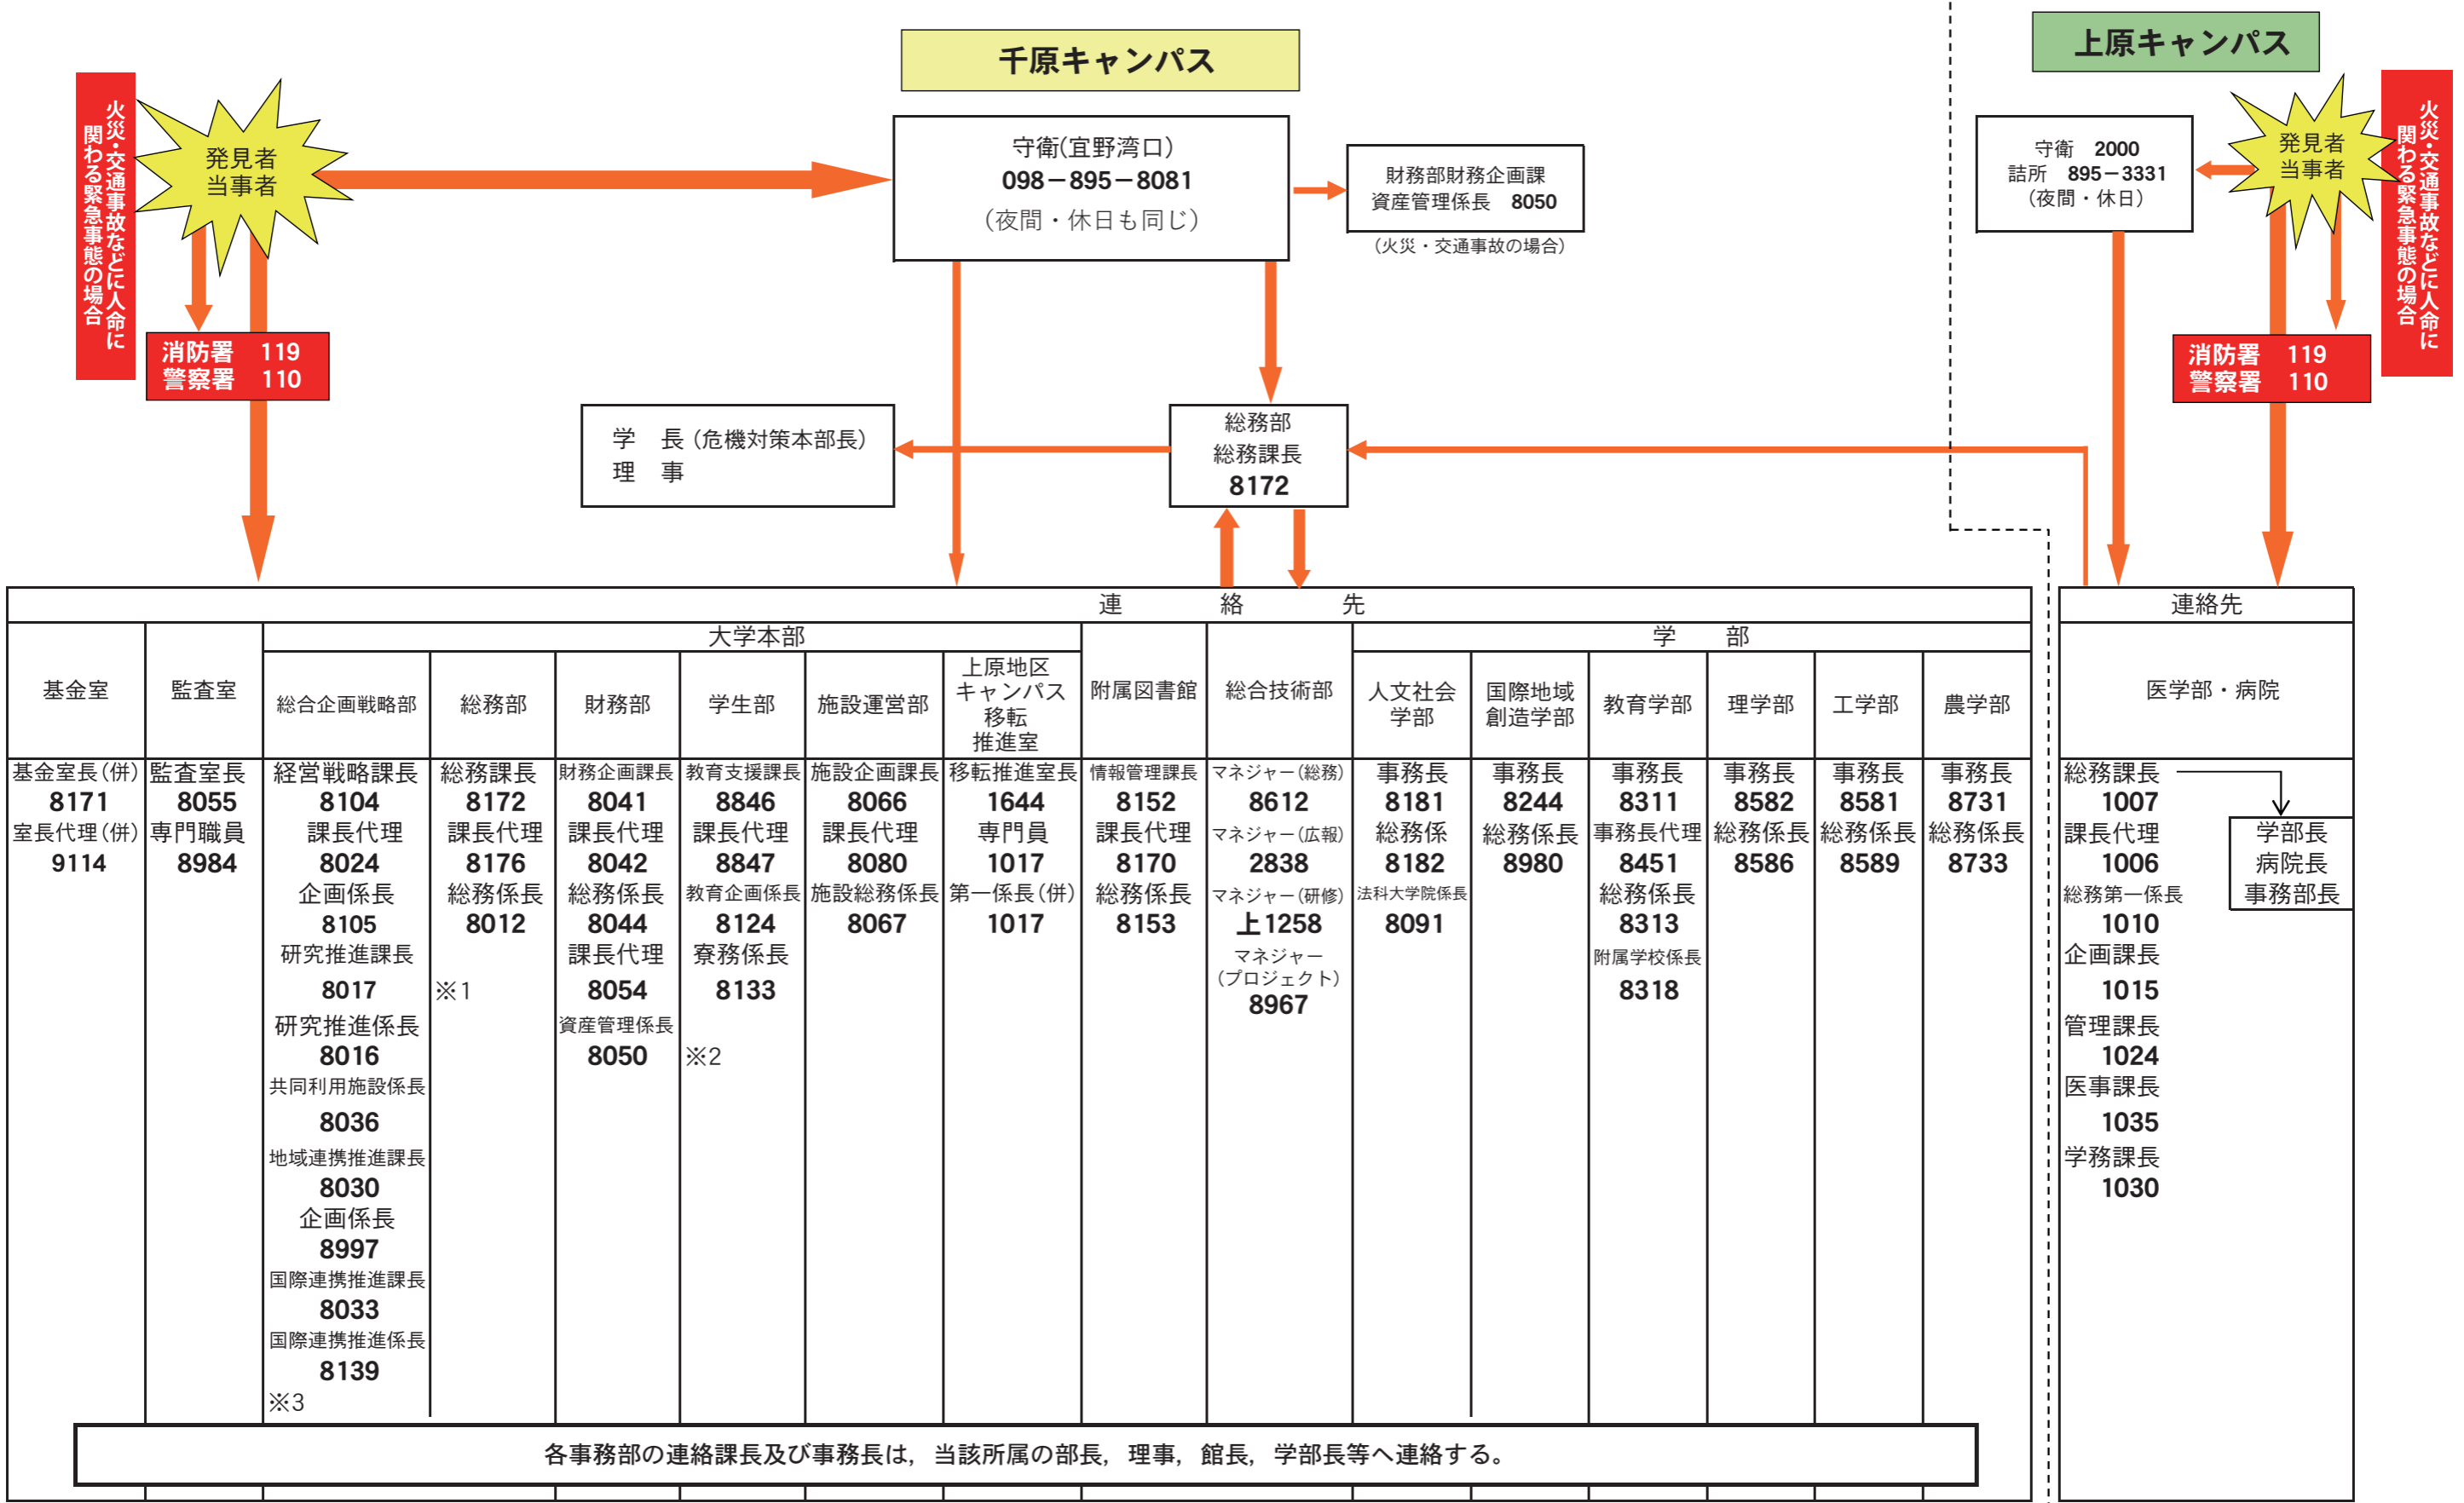 千原キャンパス
上原キャンパス
火災・交通事故などに人命に
関わる緊急事態の場合
発見者
当事者
守衛(宜野湾口)
098－895－8081
（夜間・休日も同じ）
財務部財務企画課
資産管理係長　8050
（火災・交通事故の場合）
守衛　2000
詰所　895－3331
（夜間・休日）
発見者
当事者
火災・交通事故などに人命に
関わる緊急事態の場合
消防署　119
警察署　110
消防署　119
警察署　110
学　長（危機対策本部長）
理　事
総務部
総務課長
8172
連　絡　先
基金室
監査室
大学本部
総合企画戦略部
総務部
財務部
学生部
施設運営部
上原地区
キャンパス
移転
推進室
附属図書館
総合技術部
学　部
人文社会
学部
国際地域
創造学部
教育学部
理学部
工学部
農学部
基金室長（併）
8171
室長代理（併）
9114
監査室長
8055
専門職員
8984
経営戦略課長
8104
課長代理
8024
企画係長
8105
研究推進課長
8017
研究推進係長
8016
共同利用施設係長
8036
地域連携推進課長
8030
企画係長
8997
国際連携推進課長
8033
国際連携推進係長
8139
※3
総務課長
8172
課長代理
8176
総務係長
8012
※1
財務企画課長
8041
課長代理
8042
総務係長
8044
課長代理
8054
資産管理係長
8050
教育支援課長
8846
課長代理
8847
教育企画係長
8124
寮務係長
8133
※2
施設企画課長
8066
課長代理
8080
施設総務係長
8067
移転推進室長
1644
専門員
1017
第一係長（併）
1017
情報管理課長
8152
課長代理
8170
総務係長
8153
マネジャー（総務）
8612
マネジャー（広報）
2838
マネジャー（研修）
上1258
マネジャー
（プロジェクト）
8967
事務長
8181
総務係
8182
法科大学院係長
8091
事務長
8244
総務係長
8980
事務長
8311
事務長代理
8451
総務係長
8313
附属学校係長
8318
事務長
8582
総務係長
8586
事務長
8581
総務係長
8589
事務長
8731
総務係長
8733
各事務部の連絡課長及び事務長は，当該所属の部長，理事，館長，学部長等へ連絡する。
連絡先
医学部・病院
総務課長
1007
課長代理
1006
総務第一係長
1010
企画課長
1015
管理課長
1024
医事課長
1035
学務課長
1030
学部長
病院長
事務部長